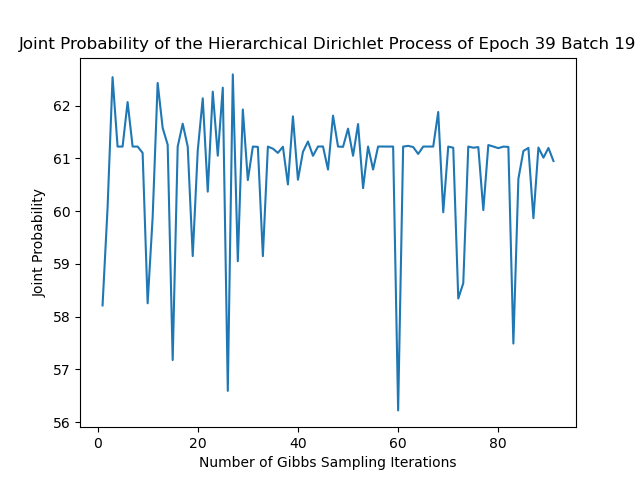 Joint Probability of the Hierarchical Dirichlet Process of Epoch 39 Batch 19
62
61
60
59
58
57
56
Joint Probability
0 20 40 60 80
Number of Gibbs Sampling Iterations